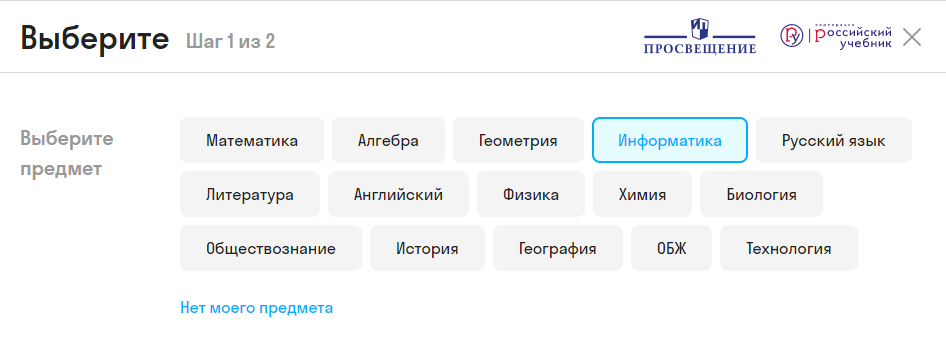 Выберите Шаг 1 из 2
ПРОСВЕЩЕНИЕ
российский
учебник
Выберите
предмет
Математика Алгебра Геометрия Информатика Русский язык
Литература Английский Физика Химия Биология
Обществознание История География ОБЖ Технология
Нет моего предмета